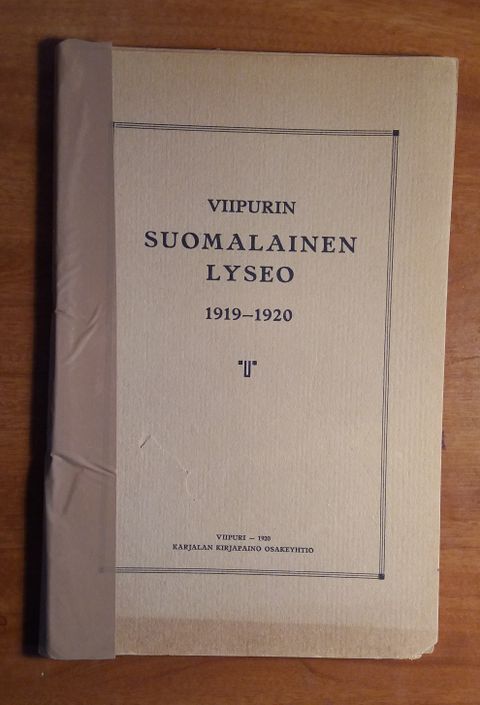 VIIPURIN
SUOMALAINEN
LYSEO
1919—1920
VIIPURI — 1920
KARJALAN KIRJAPAINO OSAKEYHTIÖ